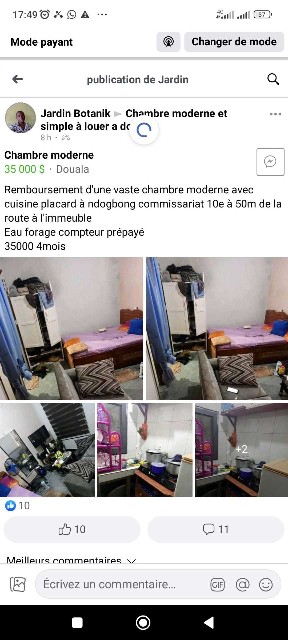 17:49
87
Mode payant
Changer de mode
publication de Jardin
Jardin Botanik ► Chambre moderne et
simple à louer a do
8 h
Chambre moderne
35 000 $ · Douala
Remboursement d'une vaste chambre moderne avec
cuisine placard à ndogbong commissariat 10e à 50m de la
route à l'immeuble
Eau forage compteur prépayé
35000 4mois
+2
10
10
11
Meilleurs commentaires
Écrivez un commentaire...
GIF